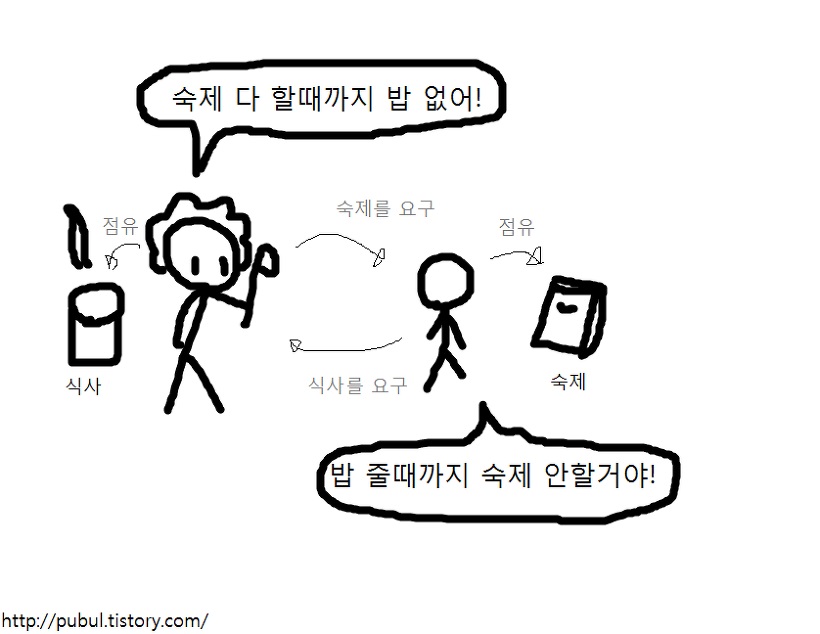 숙제 다 할때까지 밥 없어!
점유
숙제를 요구
점유
식사
식사를 요구
숙제
밥 줄때까지 숙제 안할거야!
http://pubul.tistory.com/